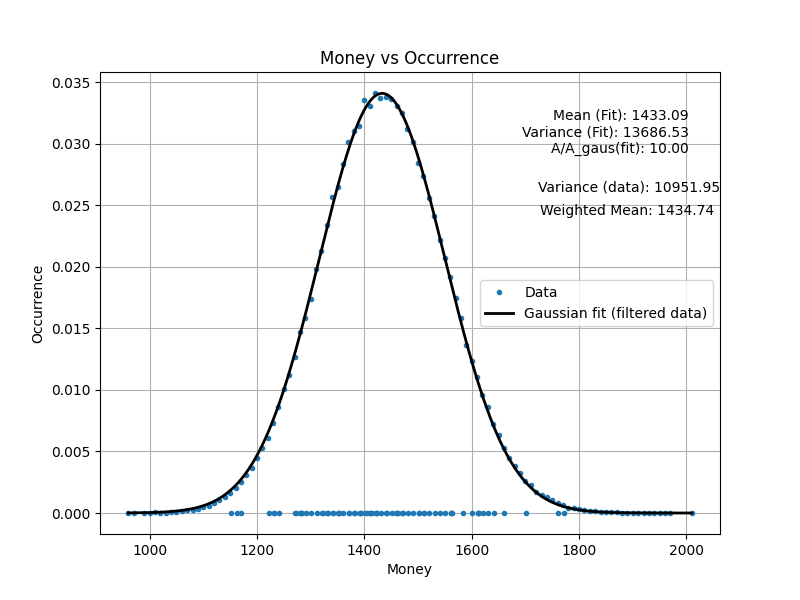 Money vs Occurrence
0.035
0.030
0.025
0.020
0.015
0.010
0.005
0.000
Occurrence
Mean (Fit): 1433.09
Variance (Fit): 13686.53
A/A_gaus(fit): 10.00
Variance (data): 10951.95
Weighted Mean: 1434.74
Data
Gaussian fit (filtered data)
1000 1200 1400 1600 1800 2000
Money